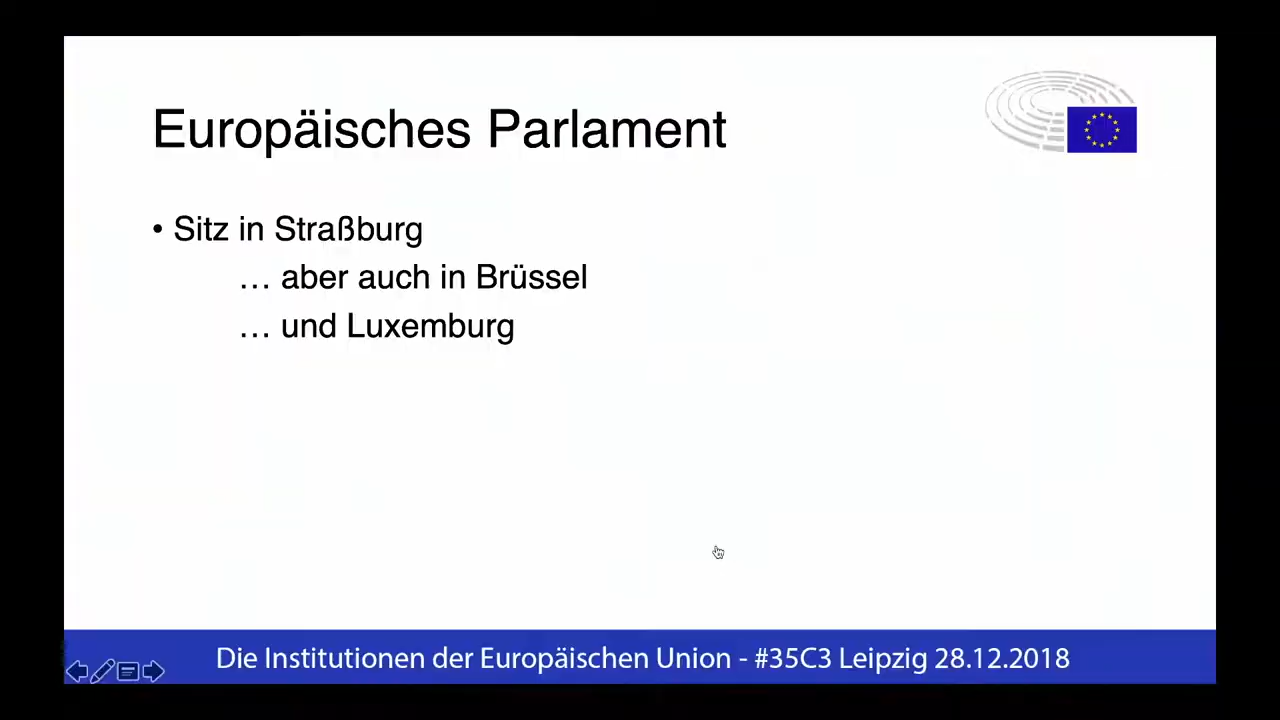 Europäisches Parlament
• Sitz in Straßburg
… aber auch in Brüssel
… und Luxemburg
Die Institutionen der Europäischen Union - #35C3 Leipzig 28.12.2018